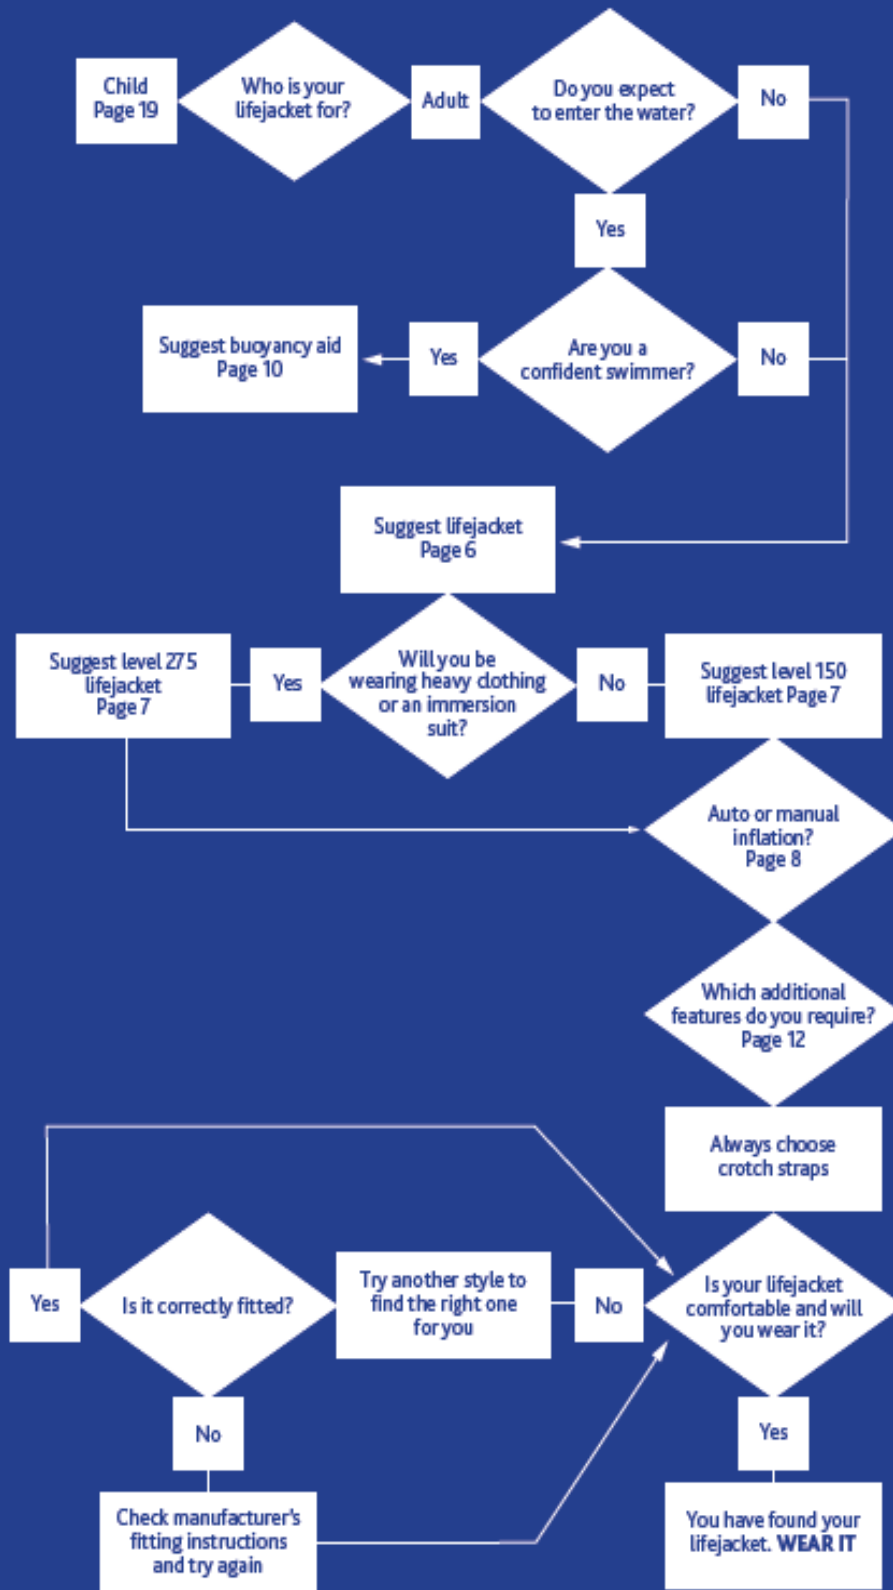 Child
Page 19
Who is your
lifejacket for?
Adult
Do you expect
to enter the water?
No
Yes
Suggest buoyancy aid
Page 10
Yes
Are you a
confident swimmer?
No
Suggest lifejacket
Page 6
Suggest level 275
lifejacket
Page 7
Yes
Will you be
wearing heavy clothing
or an immersion
suit?
No
Suggest level 150
lifejacket Page 7
Auto or manual
inflation?
Page 8
Which additional
features do you require?
Page 12
Always choose
crotch straps
Yes
Is it correctly fitted?
Try another style to
find the right one
for you
No
Is your lifejacket
comfortable and will
you wear it?
No
Yes
Check manufacturer's
fitting instructions
and try again
You have found your
lifejacket. WEAR IT